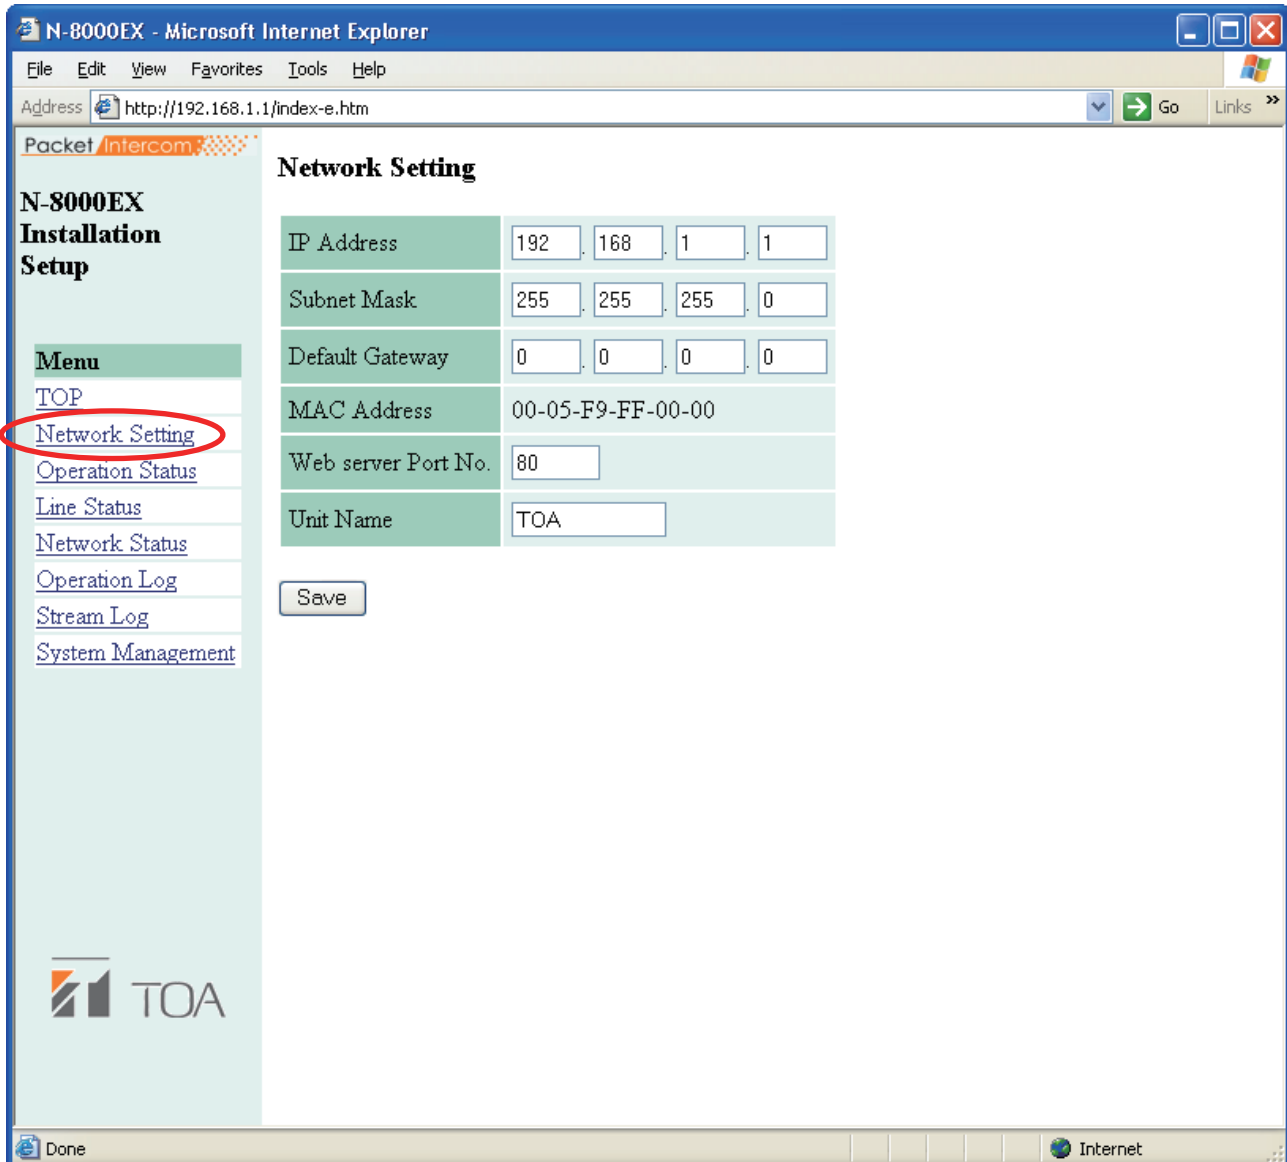 N-8000EX - Microsoft Internet Explorer
File Edit View Favorites Tools Help
Address http://192.168.1.1/index-e.htm Go Links »
Packet Intercom
N-8000EX
Installation
Setup
Menu
TOP
Network Setting
Operation Status
Line Status
Network Status
Operation Log
Stream Log
System Management
TOA
Network Setting
IP Address 192 . 168 . 1 . 1
Subnet Mask 255 . 255 . 255 . 0
Default Gateway 0 . 0 . 0 . 0
MAC Address 00-05-F9-FF-00-00
Web server Port No. 80
Unit Name TOA
Save
Done Internet